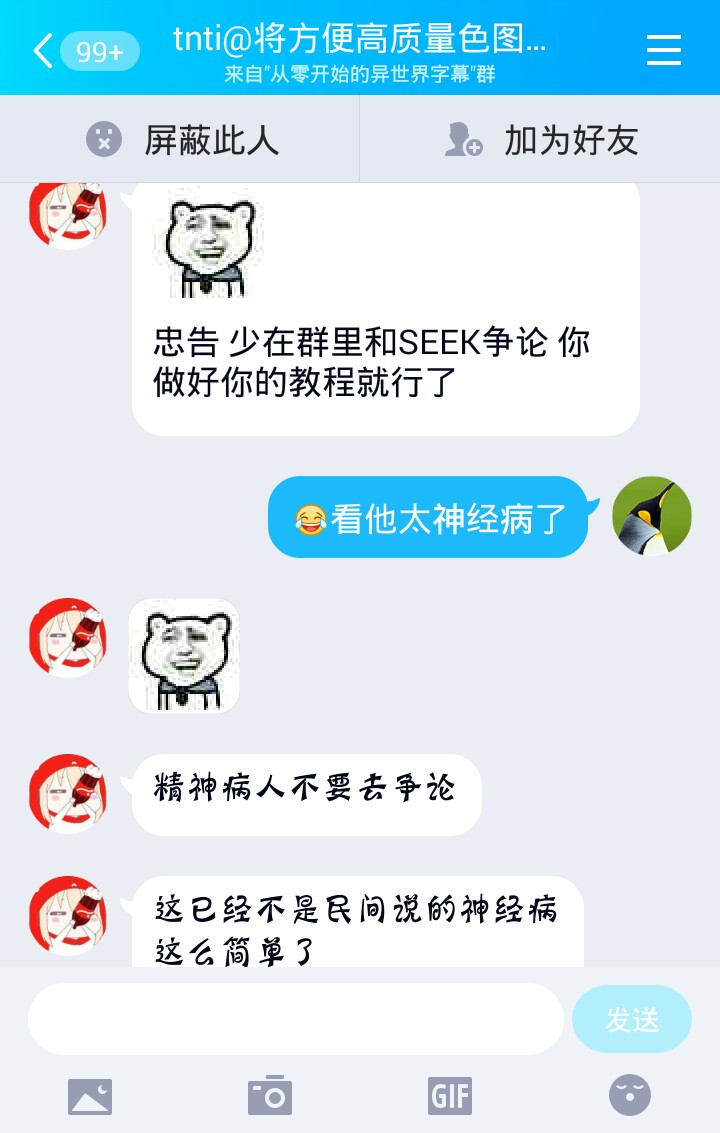 99+
tnti@将方便高质量色图...
来自"从零开始的异世界字幕"群
屏蔽此人
加为好友
忠告 少在群里和SEEK争论 你
做好你的教程就行了
😂看他太神经病了
精神病人不要去争论
这已经不是民间说的神经病
这么简单了
发送
GIF